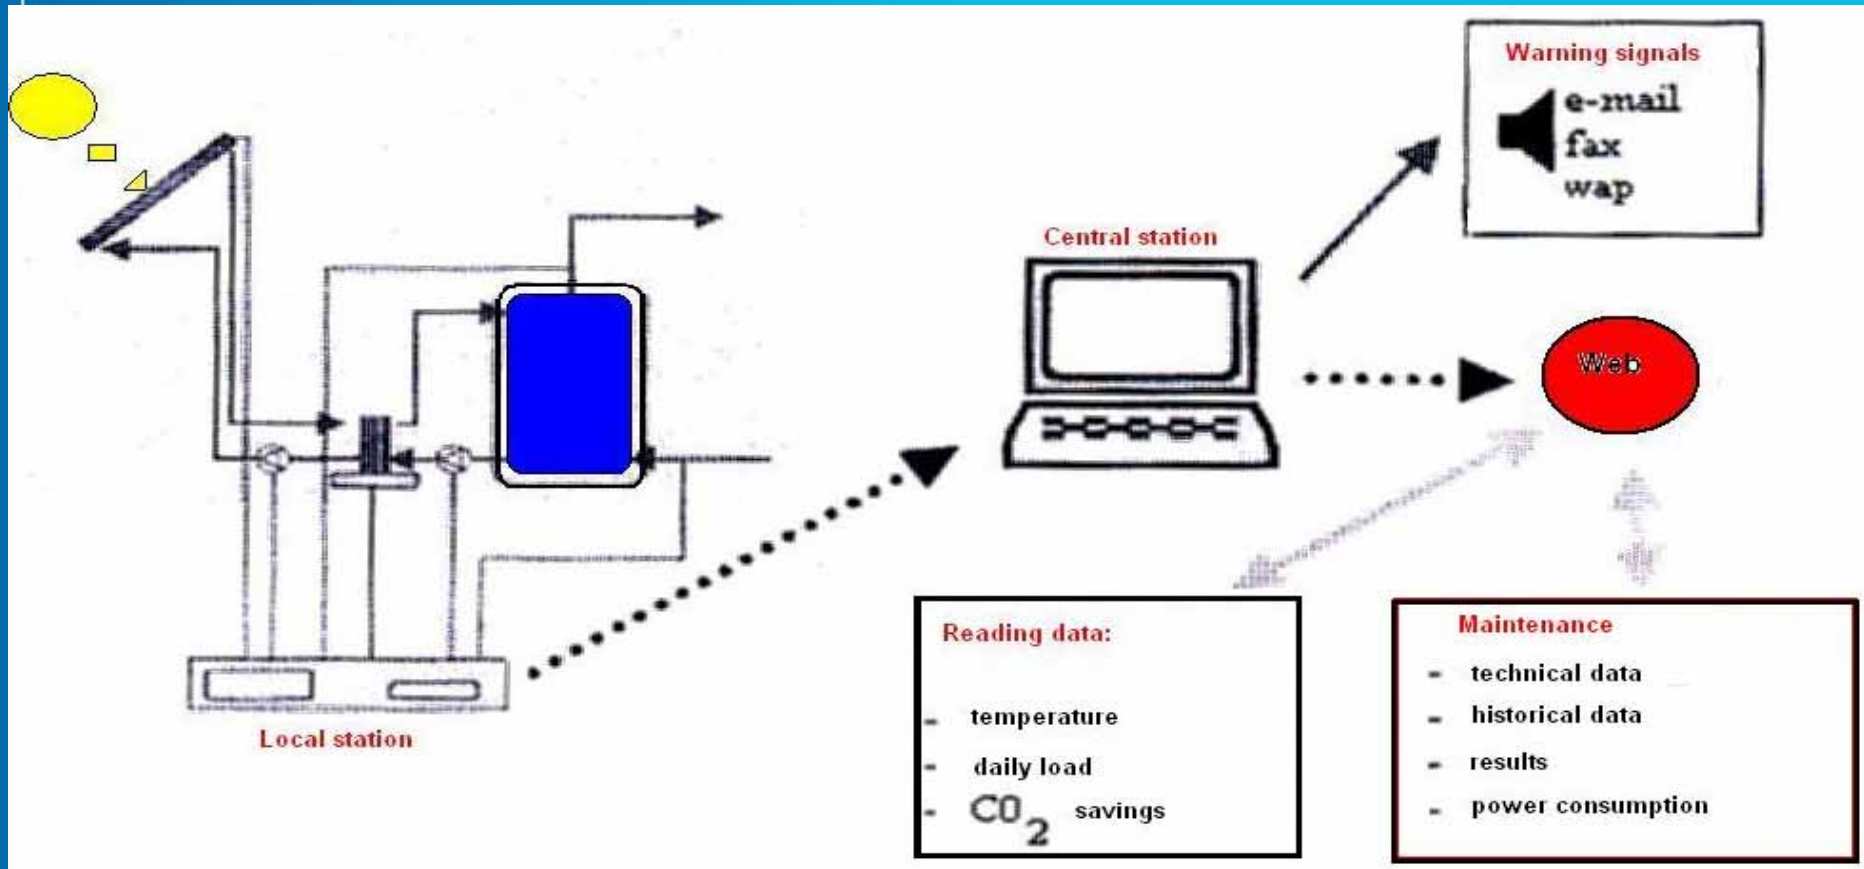 Warning signals
e-mail
fax
wap
Central station
Web
Local station
Reading data:
- temperature
- daily load
- CO2 savings
Maintenance
- technical data
- historical data
- results
- power consumption